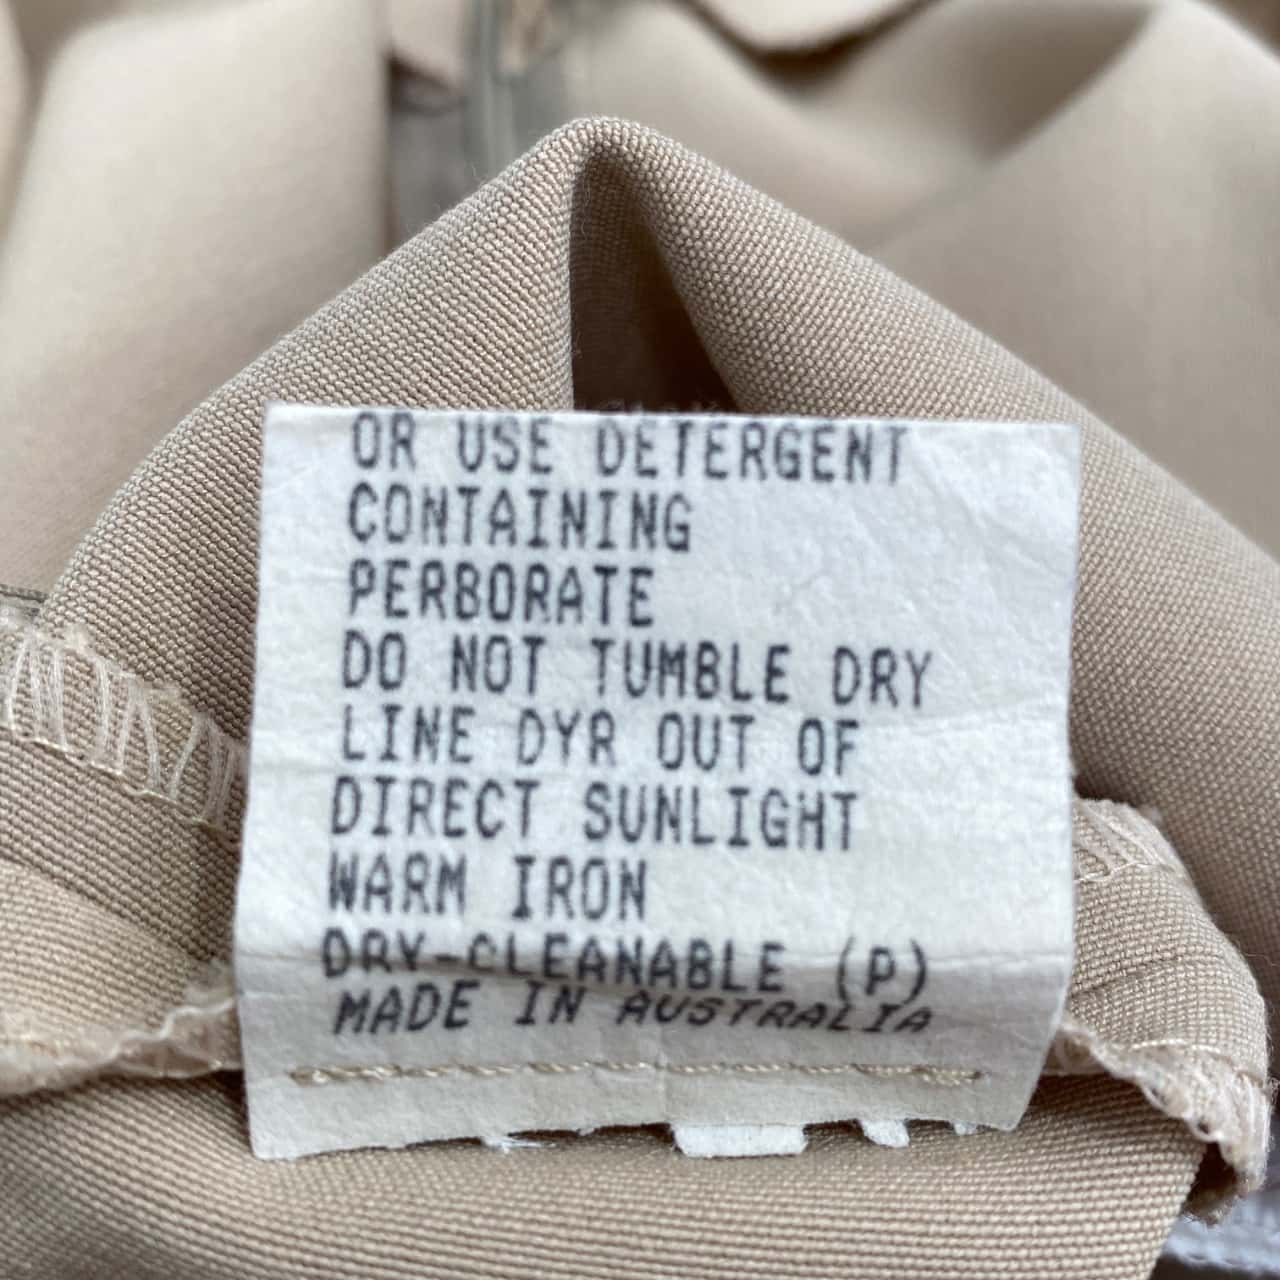 OR USE DETERGENT
CONTAINING
PERBORATE
DO NOT TUMBLE DRY
LINE DYR OUT OF
DIRECT SUNLIGHT
WARM IRON
DRY-CLEANABLE (P)
MADE IN AUSTRALIA